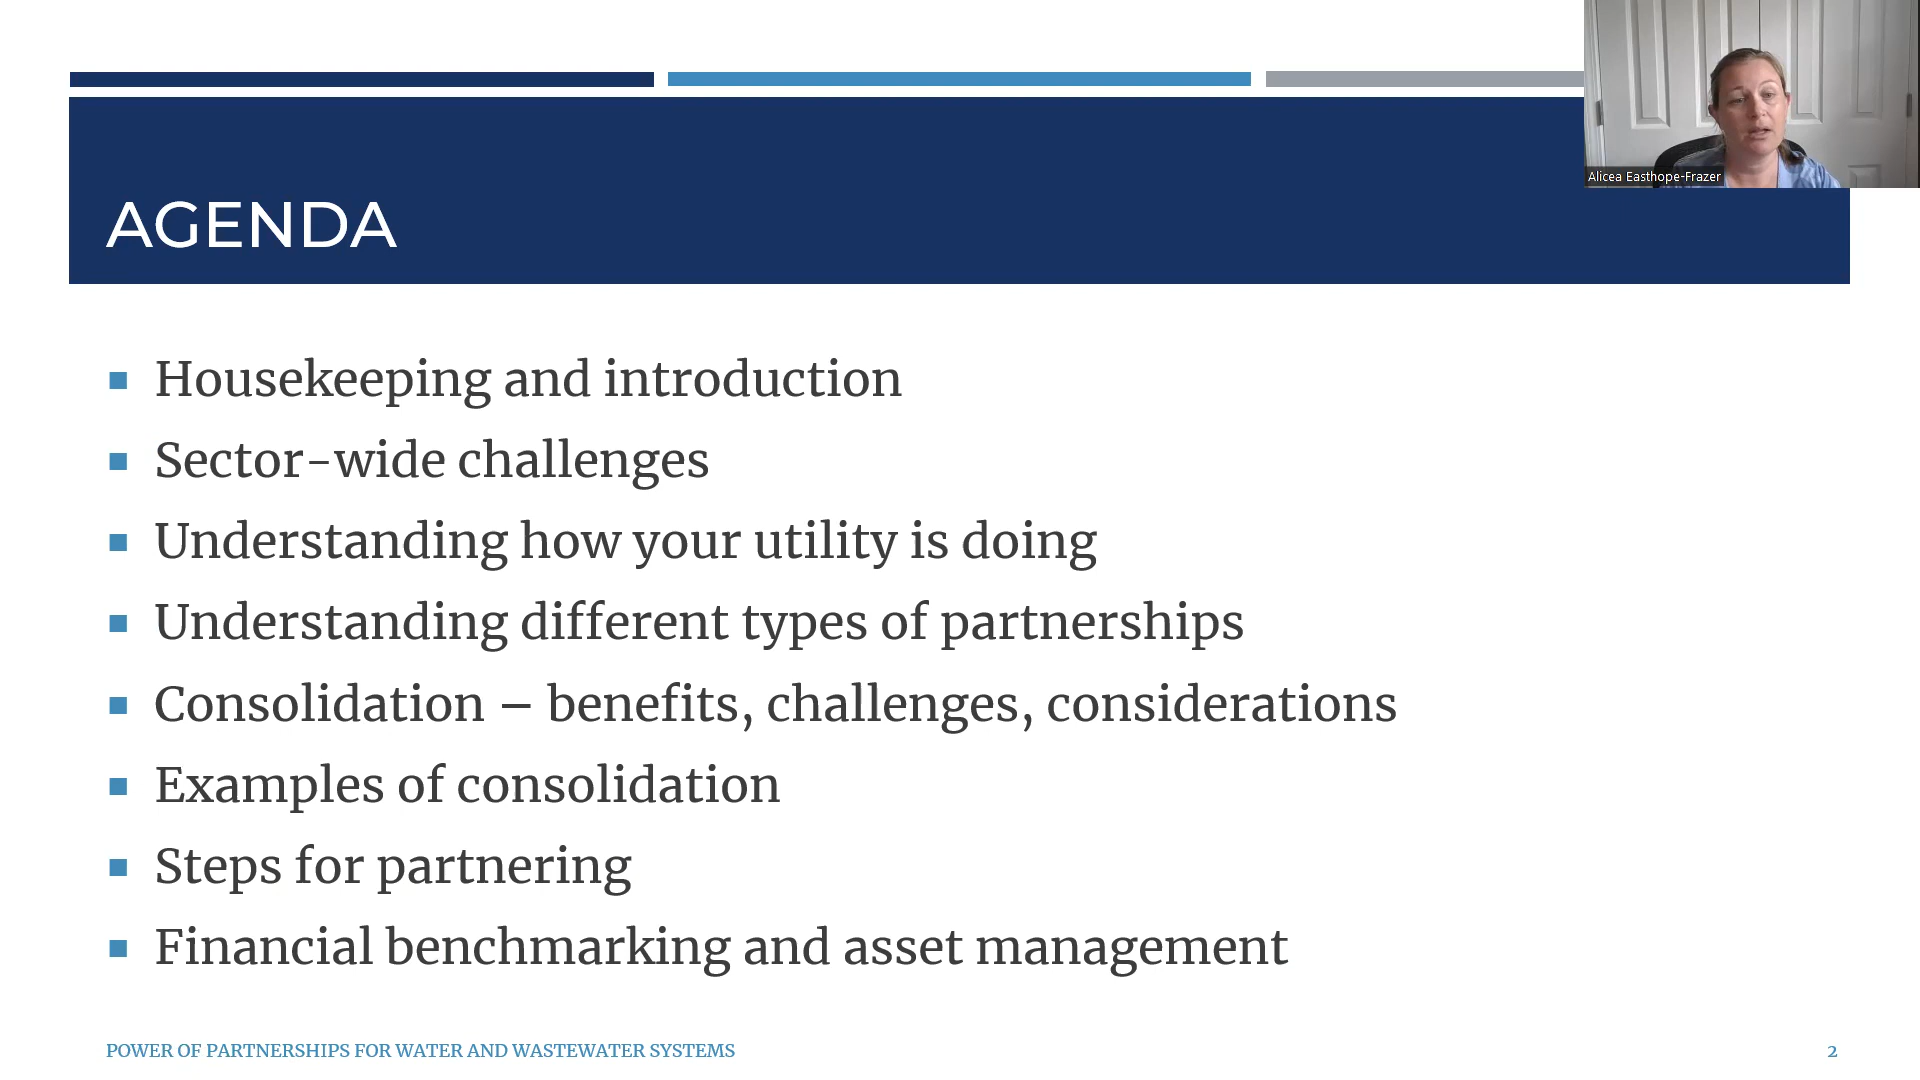 Alicea Easthope-Frazer
AGENDA
Housekeeping and introduction
Sector-wide challenges
Understanding how your utility is doing
Understanding different types of partnerships
Consolidation – benefits, challenges, considerations
Examples of consolidation
Steps for partnering
Financial benchmarking and asset management
POWER OF PARTNERSHIPS FOR WATER AND WASTEWATER SYSTEMS
2